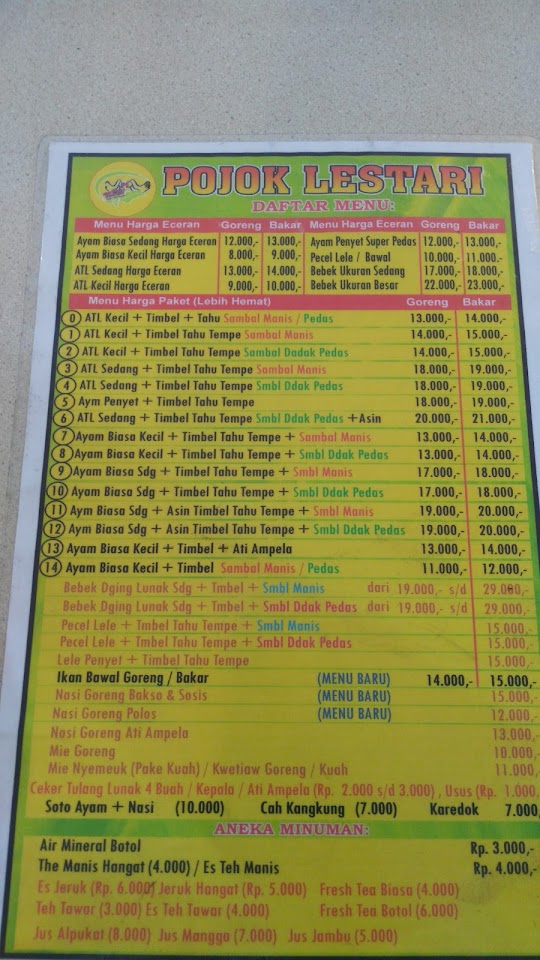 POJOK LESTARI
DAFTAR MENU:
Menu Harga Eceran Goreng Bakar Menu Harga Eceran Goreng Bakar
Ayam Biasa Sedang Harga Eceran 12.000,- 13.000,- Ayam Penyet Super Pedas 12.000,- 13.000,-
Ayam Biasa Kecil Harga Eceran 8.000,- 9.000,- Pecel Lele / Bawal 10.000,- 11.000,-
ATL Sedang Harga Eceran 13.000,- 14.000,- Bebek Ukuran Sedang 17.000,- 18.000,-
ATL Kecil Harga Eceran 9.000,- 10.000,- Bebek Ukuran Besar 22.000,- 23.000,-
Menu Harga Paket (Lebih Hemat) Goreng Bakar
0 ATL Kecil + Timbel + Tahu Sambal Manis / Pedas 13.000,- 14.000,-
1 ATL Kecil + Timbel Tahu Tempe Sambal Manis 14.000,- 15.000,-
2 ATL Kecil + Timbel Tahu Tempe Sambal Dadak Pedas 14.000,- 15.000,-
3 ATL Sedang + Timbel Tahu Tempe Sambal Manis 18.000,- 19.000,-
4 ATL Sedang + Timbel Tahu Tempe Smbl Ddak Pedas 18.000,- 19.000,-
5 Aym Penyet + Timbel Tahu Tempe 18.000,- 19.000,-
6 ATL Sedang + Timbel Tahu Tempe Smbl Ddak Pedas +Asin 20.000,- 21.000,-
7 Ayam Biasa Kecil + Timbel Tahu Tempe + Sambal Manis 13.000,- 14.000,-
8 Ayam Biasa Kecil + Timbel Tahu Tempe + Smbl Ddak Pedas 13.000,- 14.000,-
9 Ayam Biasa Sdg + Timbel Tahu Tempe + Smbl Manis 17.000,- 18.000,-
10 Ayam Biasa Sdg + Timbel Tahu Tempe + Smbl Ddak Pedas 17.000,- 18.000,-
11 Aym Biasa Sdg + Asin Timbel Tahu Tempe + Smbl Manis 19.000,- 20.000,-
12 Aym Biasa Sdg + Asin Timbel Tahu Tempe + Smbl Ddak Pedas 19.000,- 20.000,-
13 Ayam Biasa Kecil + Timbel + Ati Ampela 13.000,- 14.000,-
14 Ayam Biasa Kecil + Timbel Sambal Manis / Pedas 11.000,- 12.000,-
Bebek Dging Lunak Sdg + Tmbel + Smbl Manis dari 19.000,- s/d 29.000,-
Bebek Dging Lunak Sdg + Tmbel + Smbl Ddak Pedas dari 19.000,- s/d 29.000,-
Pecel Lele + Tmbel Tahu Tempe + Smbl Manis 15.000,-
Pecel Lele + Tmbel Tahu Tempe + Smbl Ddak Pedas 15.000,-
Lele Penyet + Timbel Tahu Tempe 15.000,-
Ikan Bawal Goreng / Bakar (MENU BARU) 14.000,- 15.000,-
Nasi Goreng Bakso & Sosis (MENU BARU) 15.000,-
Nasi Goreng Polos (MENU BARU) 12.000,-
Nasi Goreng Ati Ampela 13.000,-
Mie Goreng 10.000,-
Mie Nyemeuk (Pake Kuah) / Kwetiaw Goreng / Kuah 11.000,-
Ceker Tulang Lunak 4 Buah / Kepala / Ati Ampela (Rp. 2.000 s/d 3.000) , Usus (Rp. 1.000,
Soto Ayam + Nasi (10.000) Cah Kangkung (7.000) Karedok 7.000,
ANEKA MINUMAN:
Air Mineral Botol Rp. 3.000,-
The Manis Hangat (4.000) / Es Teh Manis Rp. 4.000,-
Es Jeruk (Rp. 6.000) Jeruk Hangat (Rp. 5.000) Fresh Tea Biasa (4.000)
Teh Tawar (3.000) Es Teh Tawar (4.000) Fresh Tea Botol (6.000)
Jus Alpukat (8.000) Jus Manggo (7.000) Jus Jambu (5.000)